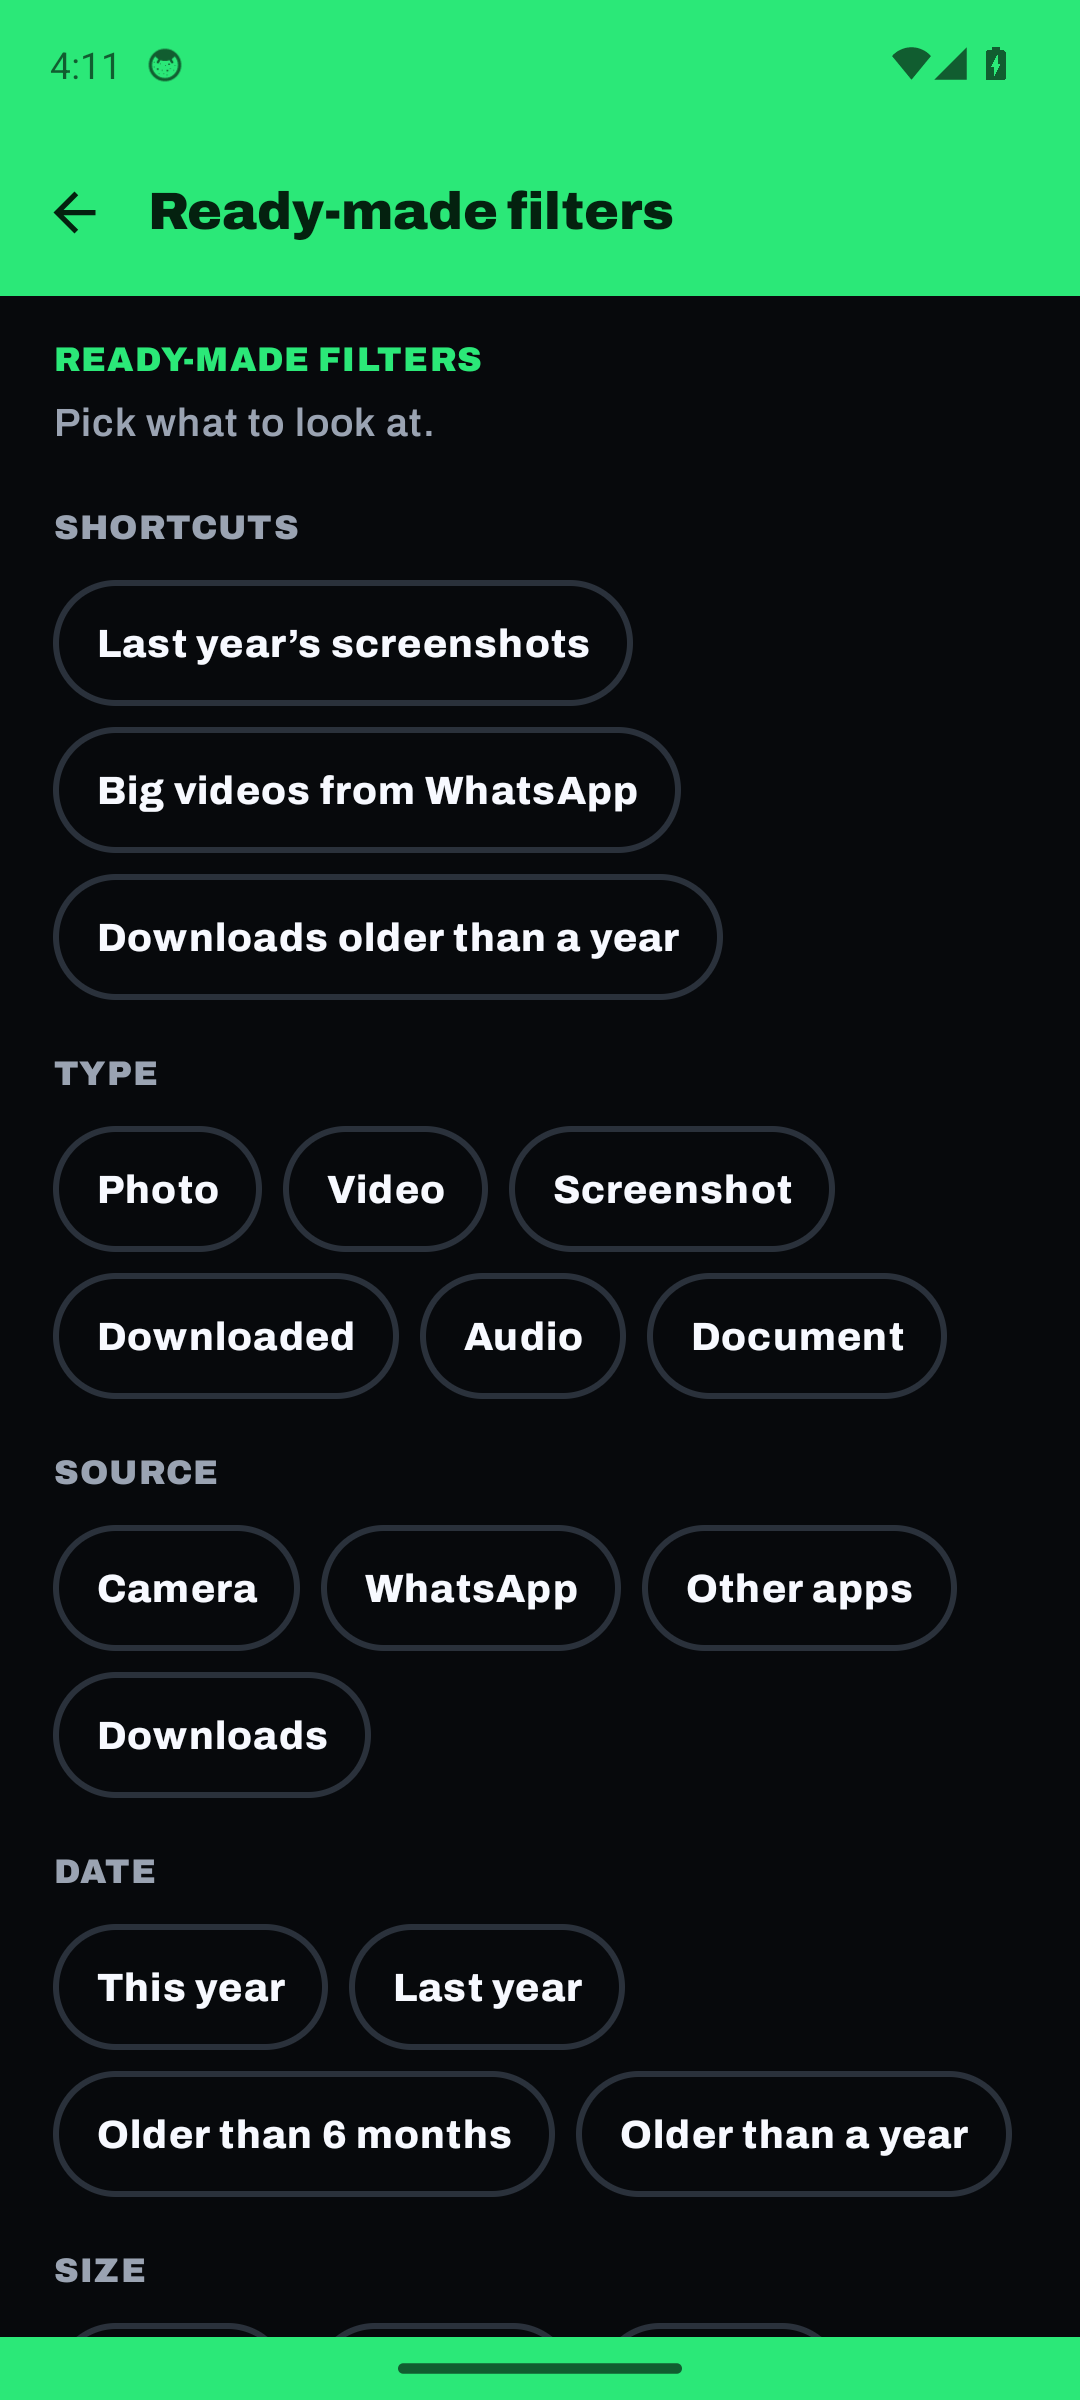 4:11
Ready-made filters
READY-MADE FILTERS
Pick what to look at.
SHORTCUTS
Last year’s screenshots
Big videos from WhatsApp
Downloads older than a year
TYPE
Photo Video Screenshot
Downloaded Audio Document
SOURCE
Camera WhatsApp Other apps
Downloads
DATE
This year Last year
Older than 6 months Older than a year
SIZE